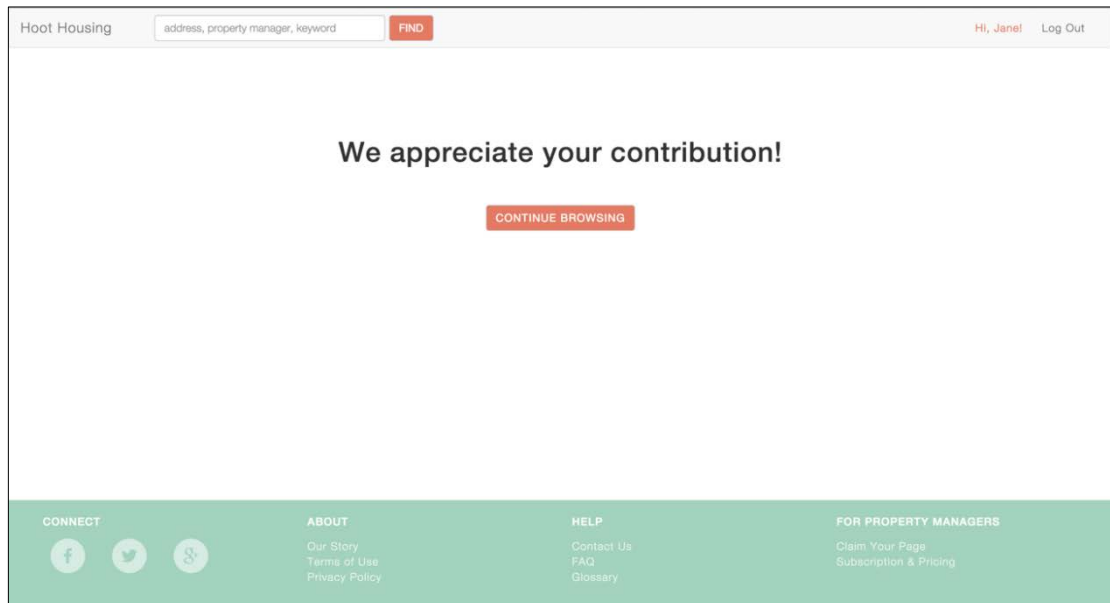 Hoot Housing
address, property manager, keyword
FIND
Hi, Jane!
Log Out
We appreciate your contribution!
CONTINUE BROWSING
CONNECT
f
g+
ABOUT
Our Story
Terms of Use
Privacy Policy
HELP
Contact Us
FAQ
Glossary
FOR PROPERTY MANAGERS
Claim Your Page
Subscription & Pricing